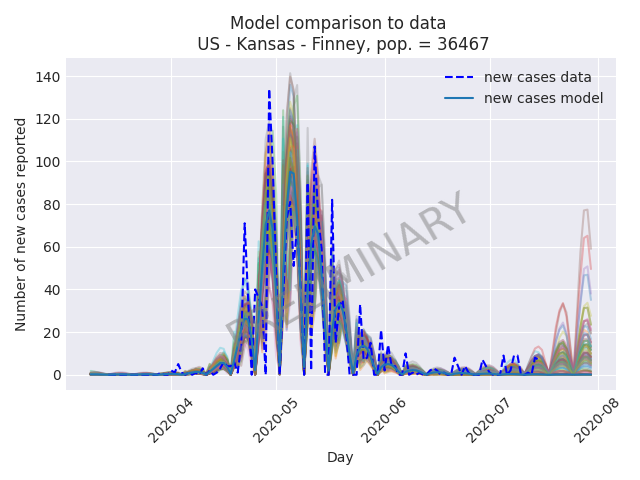 Model comparison to data
US - Kansas - Finney, pop. = 36467
new cases data
new cases model
Number of new cases reported
140
120
100
80
60
40
20
0
PRELIMINARY
2020-04
2020-05
2020-06
2020-07
2020-08
Day